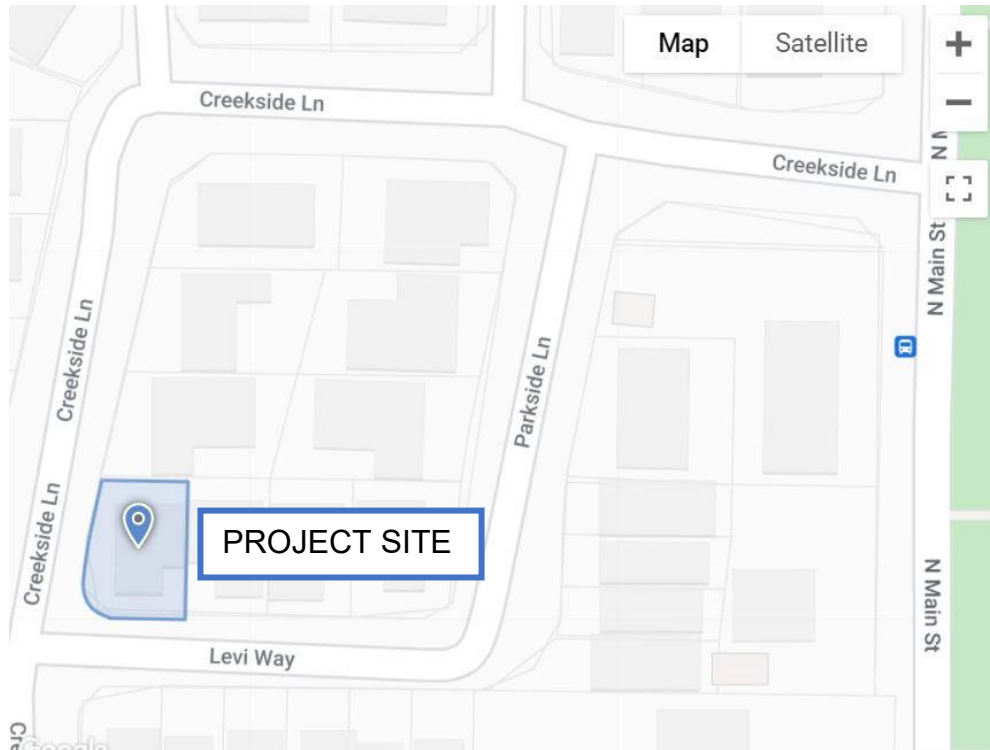 Map
Satellite
Creekside Ln
Creekside Ln
N Main St
Creekside Ln
Parkside Ln
Creekside Ln
PROJECT SITE
N Main St
Levi Way
Google